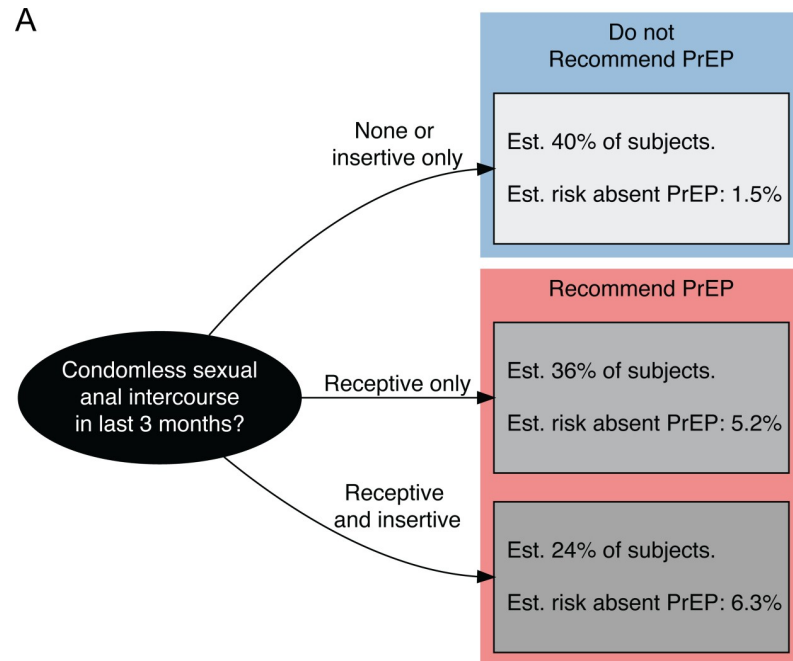 A
Do not
Recommend PrEP
None or
insertive only
Est. 40% of subjects.
Est. risk absent PrEP: 1.5%
Recommend PrEP
Condomless sexual
anal intercourse
in last 3 months?
Receptive only
Est. 36% of subjects.
Est. risk absent PrEP: 5.2%
Receptive
and insertive
Est. 24% of subjects.
Est. risk absent PrEP: 6.3%